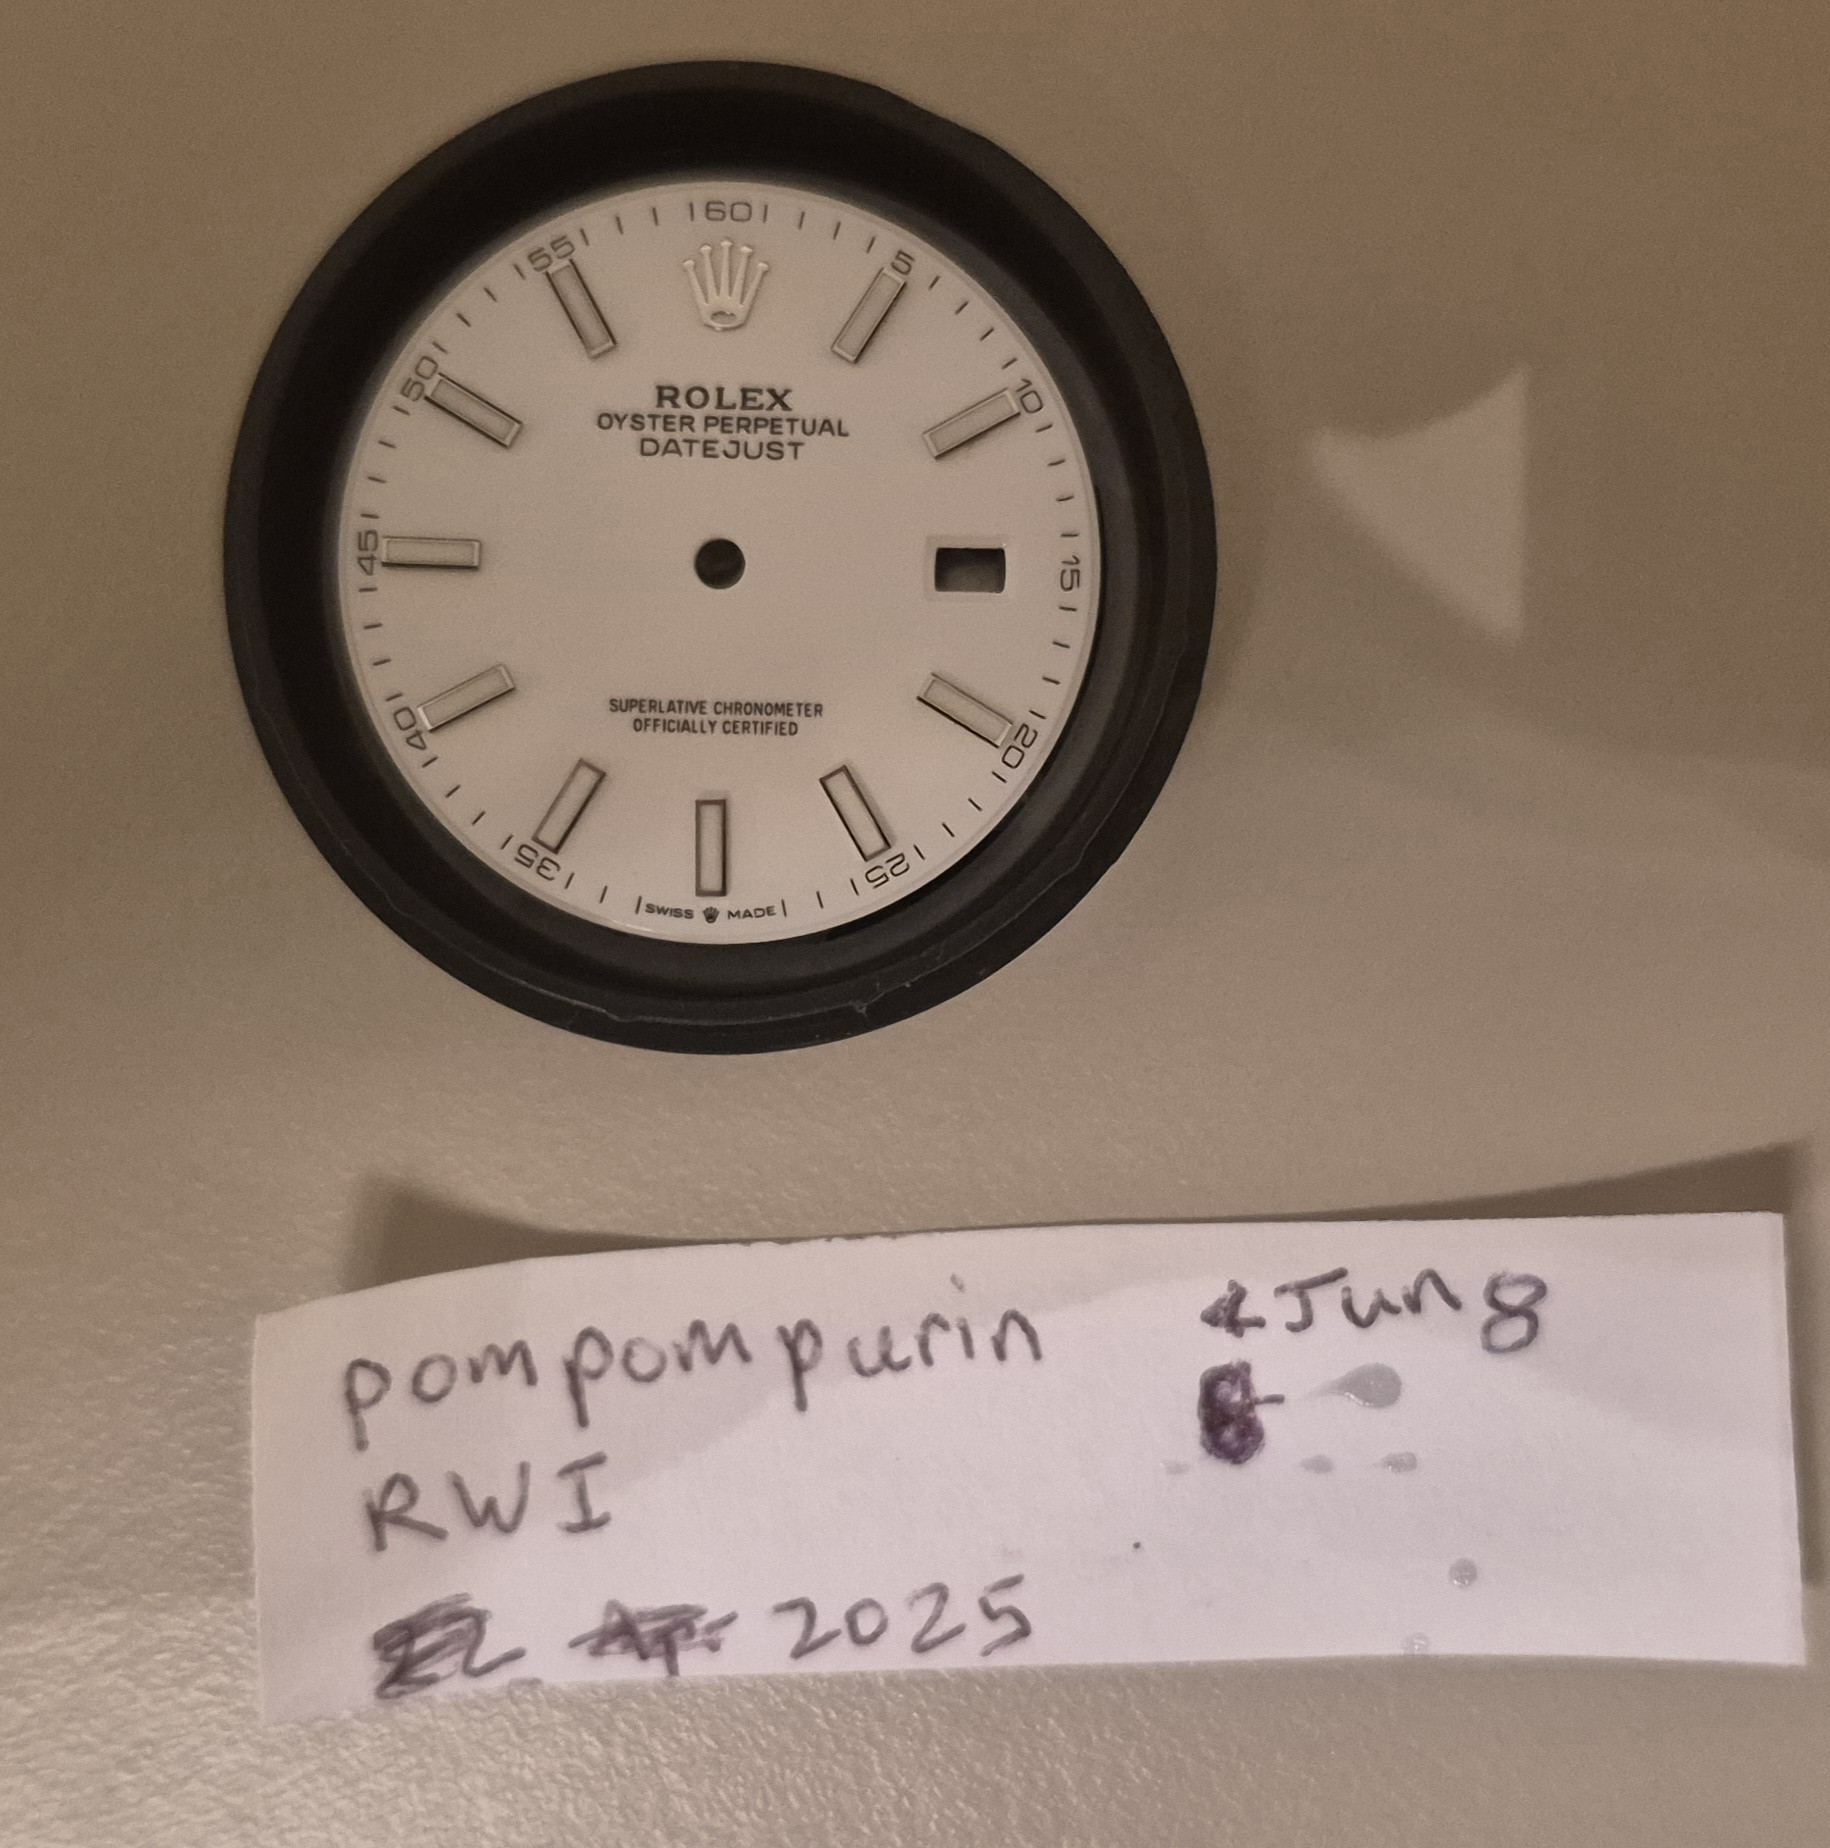 60
55
5
50
10
ROLEX
OYSTER PERPETUAL
DATEJUST
45
15
SUPERLATIVE CHRONOMETER
OFFICIALLY CERTIFIED
40
20
35
25
SWISS MADE
pompompurin
Jun 8
RWI
2025